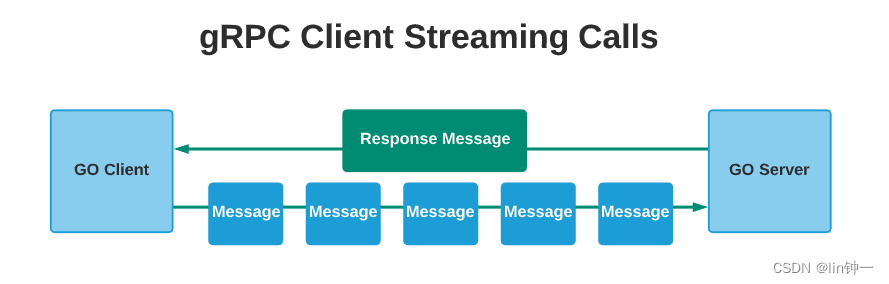 gRPC Client Streaming Calls
Response Message
GO Client
GO Server
Message Message Message Message Message
CSDN @lin钟一